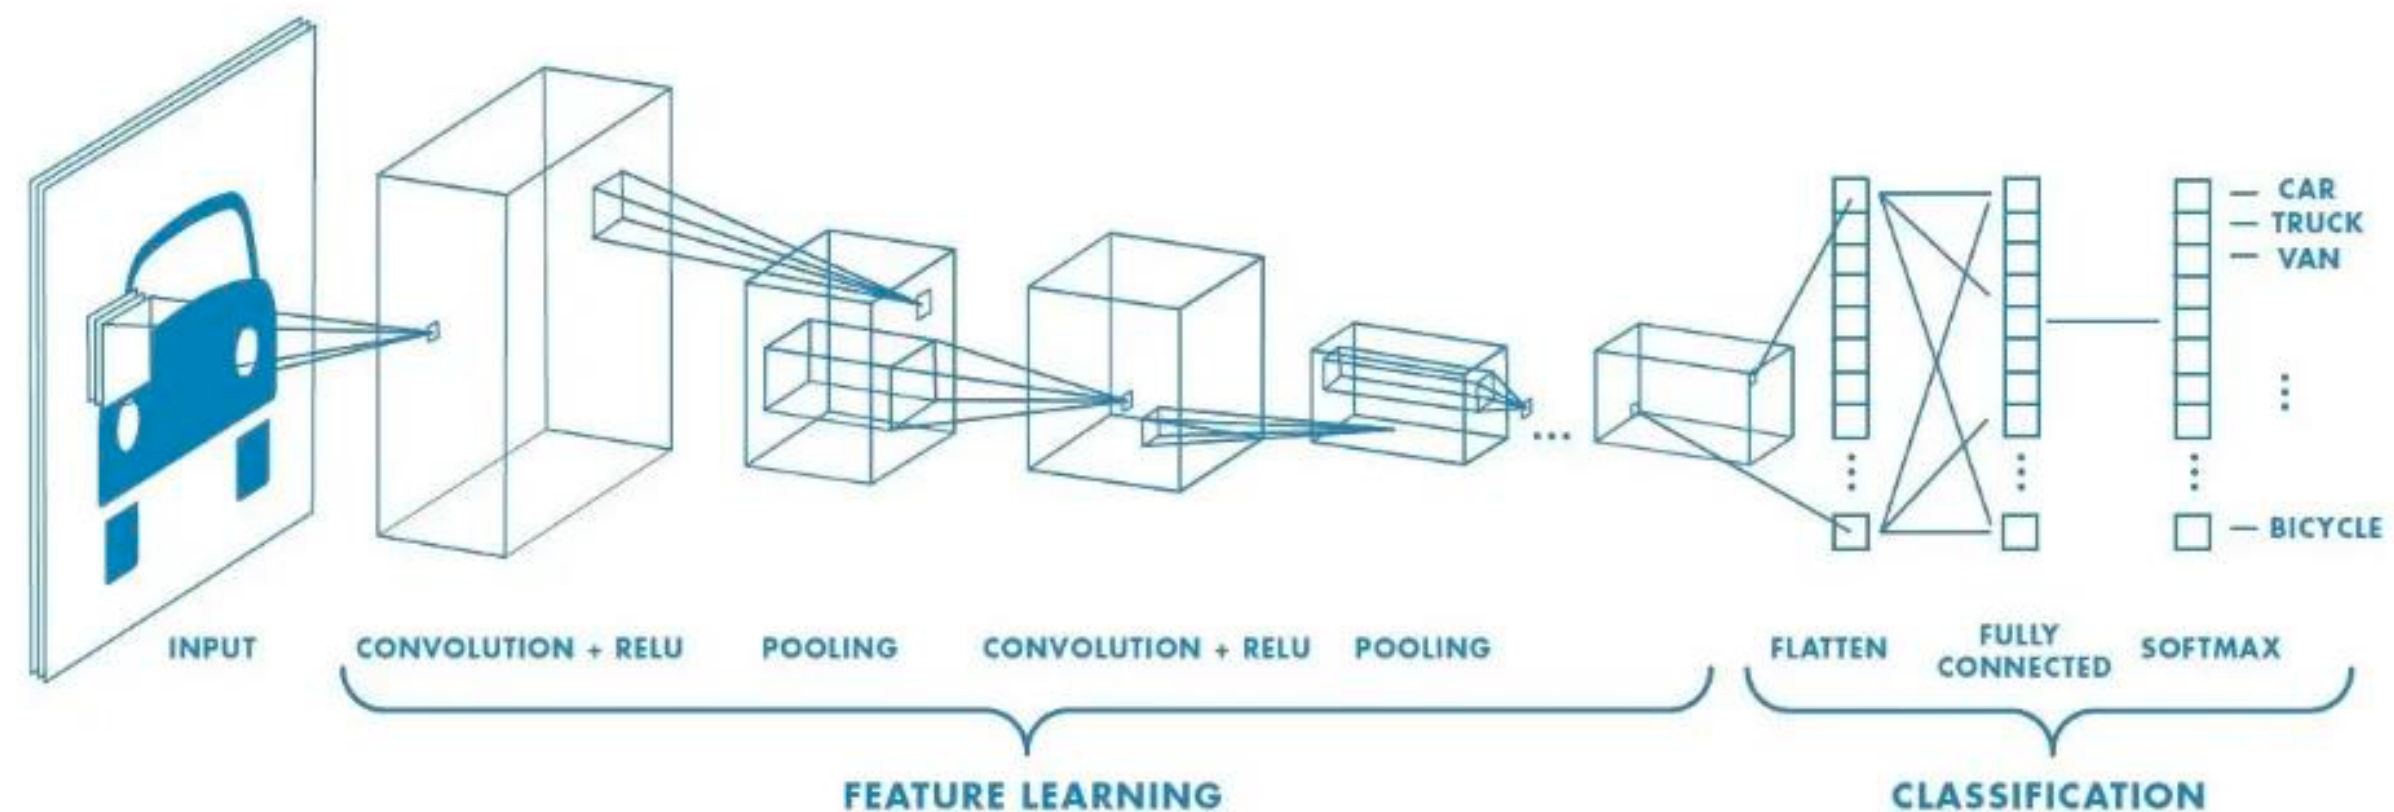 CAR
TRUCK
VAN
BICYCLE
INPUT
CONVOLUTION + RELU
POOLING
CONVOLUTION + RELU
POOLING
FLATTEN
FULLY
CONNECTED
SOFTMAX
FEATURE LEARNING
CLASSIFICATION